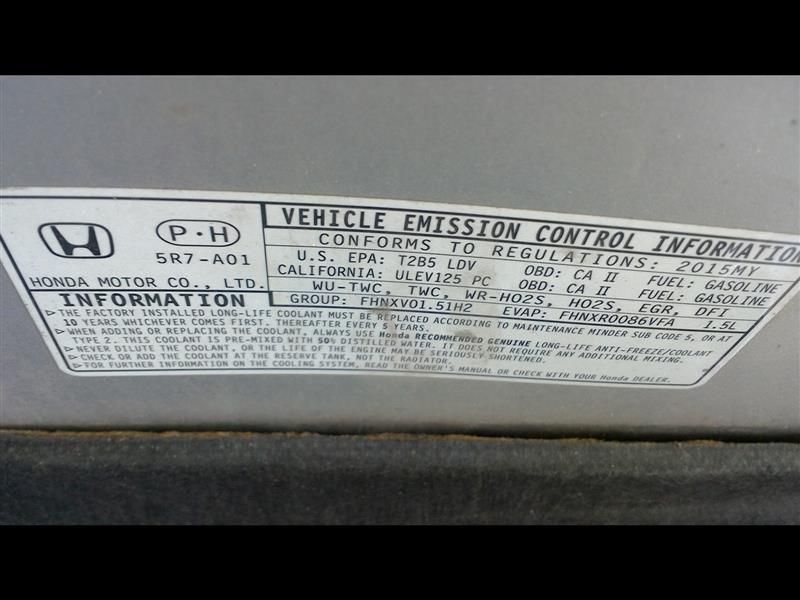 P·H
5R7-A01
HONDA MOTOR CO., LTD.
VEHICLE EMISSION CONTROL INFORMATION
CONFORMS TO REGULATIONS: 2015MY
U.S. EPA: T2B5 LDV OBD: CA II FUEL: GASOLINE
CALIFORNIA: ULEV125 PC OBD: CA II FUEL: GASOLINE
WU-TWC, TWC, WR-HO2S, HO2S, EGR, DFI
GROUP: FHNXV01.51H2 EVAP: FHNXR0086VFA 1.5L
INFORMATION
▷THE FACTORY INSTALLED LONG-LIFE COOLANT MUST BE REPLACED ACCORDING TO MAINTENANCE MINDER SUB CODE 5, OR AT
10 YEARS WHICHEVER COMES FIRST. THEREAFTER EVERY 5 YEARS.
▷WHEN ADDING OR REPLACING THE COOLANT, ALWAYS USE Honda RECOMMENDED GENUINE LONG-LIFE ANTI-FREEZE/COOLANT
TYPE 2. THIS COOLANT IS PRE-MIXED WITH 50% DISTILLED WATER. IT DOES NOT REQUIRE ANY ADDITIONAL MIXING.
▷NEVER DILUTE THE COOLANT, OR THE LIFE OF THE ENGINE MAY BE SERIOUSLY SHORTENED.
▷CHECK OR ADD THE COOLANT AT THE RESERVE TANK, NOT THE RADIATOR.
▷FOR FURTHER INFORMATION ON THE COOLING SYSTEM, READ THE OWNER'S MANUAL OR CHECK WITH YOUR Honda DEALER.